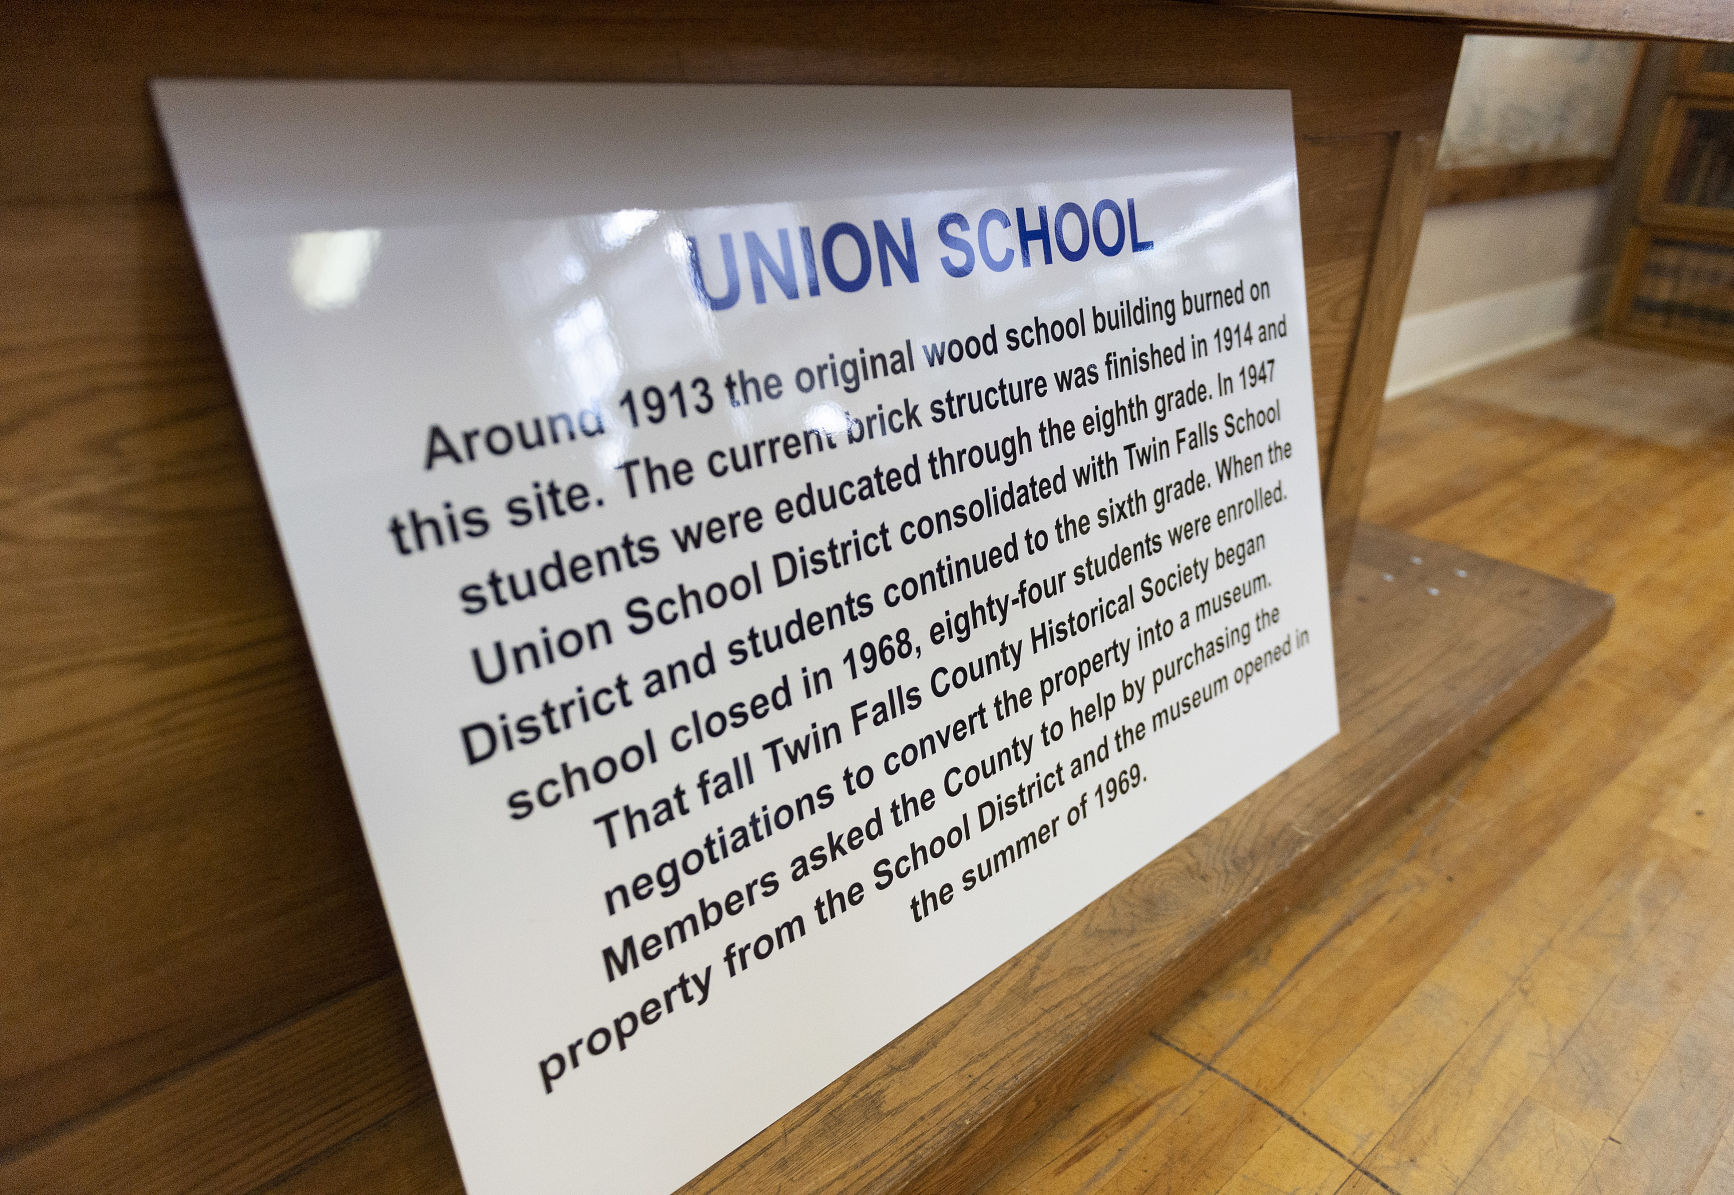 UNION SCHOOL
Around 1913 the original wood school building burned on
this site. The current brick structure was finished in 1914 and
students were educated through the eighth grade. In 1947
Union School District consolidated with Twin Falls School
District and students continued to the sixth grade. When the
school closed in 1968, eighty-four students were enrolled.
That fall Twin Falls County Historical Society began
negotiations to convert the property into a museum.
Members asked the County to help by purchasing the
property from the School District and the museum opened in
the summer of 1969.